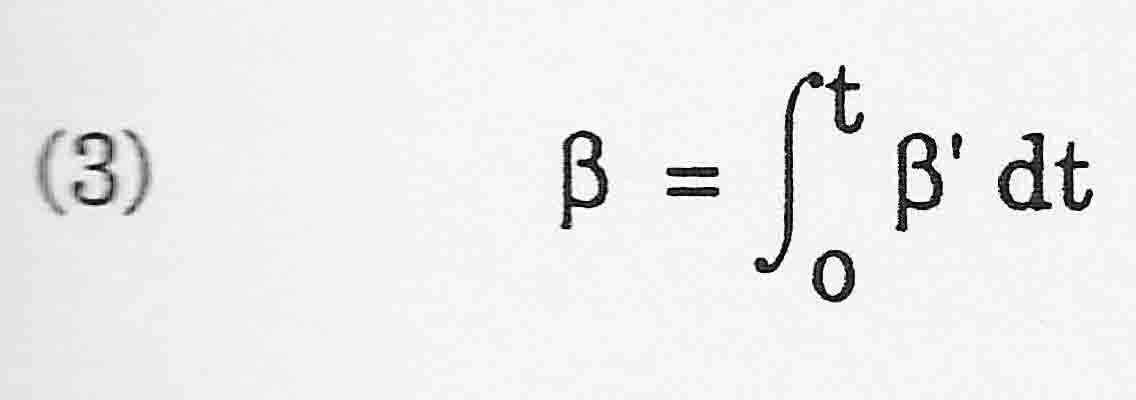 (3) β = ∫₀ᵗ β' dt